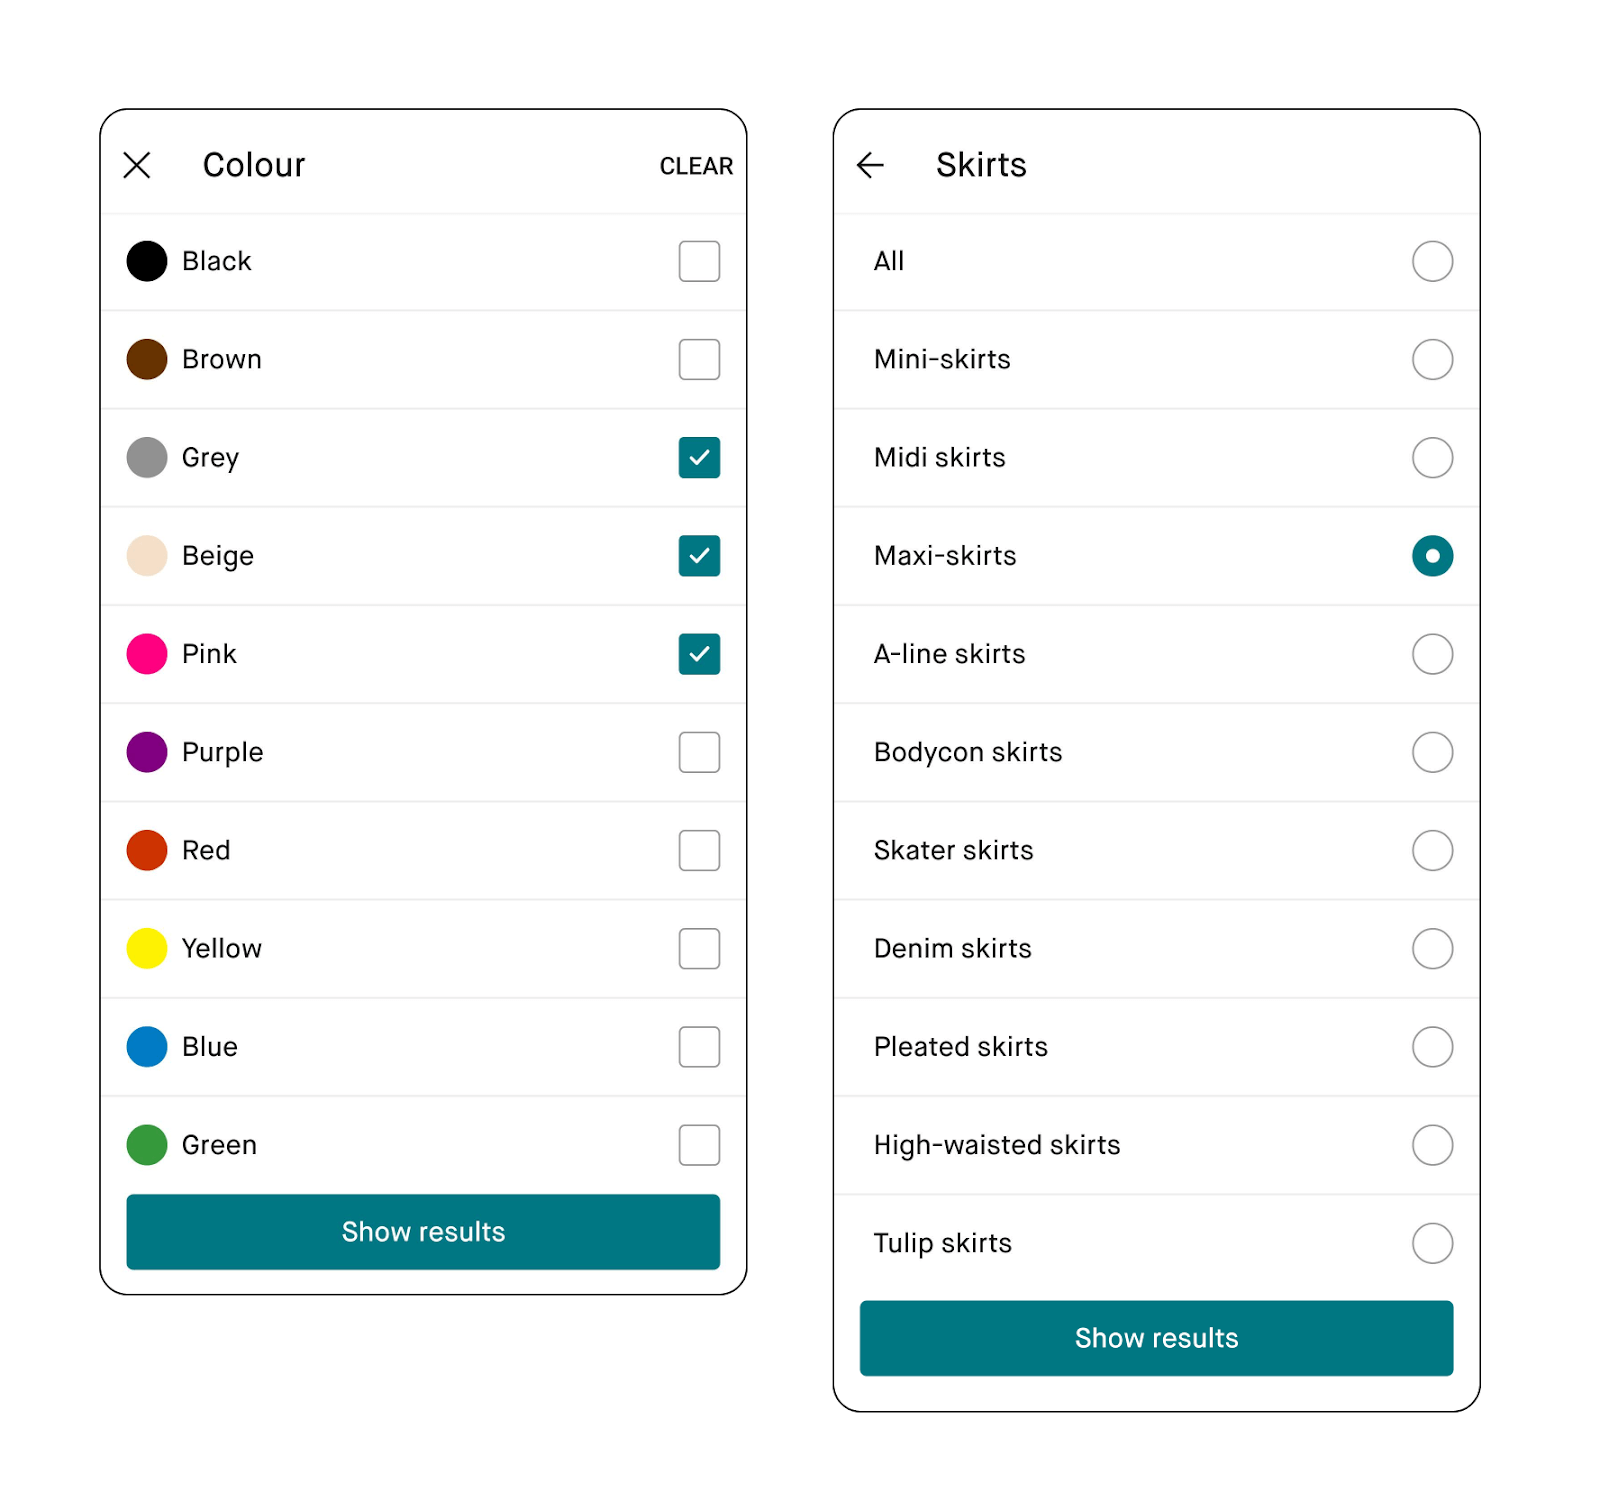 Colour
CLEAR
Black
Brown
Grey
Beige
Pink
Purple
Red
Yellow
Blue
Green
Show results
Skirts
All
Mini-skirts
Midi skirts
Maxi-skirts
A-line skirts
Bodycon skirts
Skater skirts
Denim skirts
Pleated skirts
High-waisted skirts
Tulip skirts
Show results